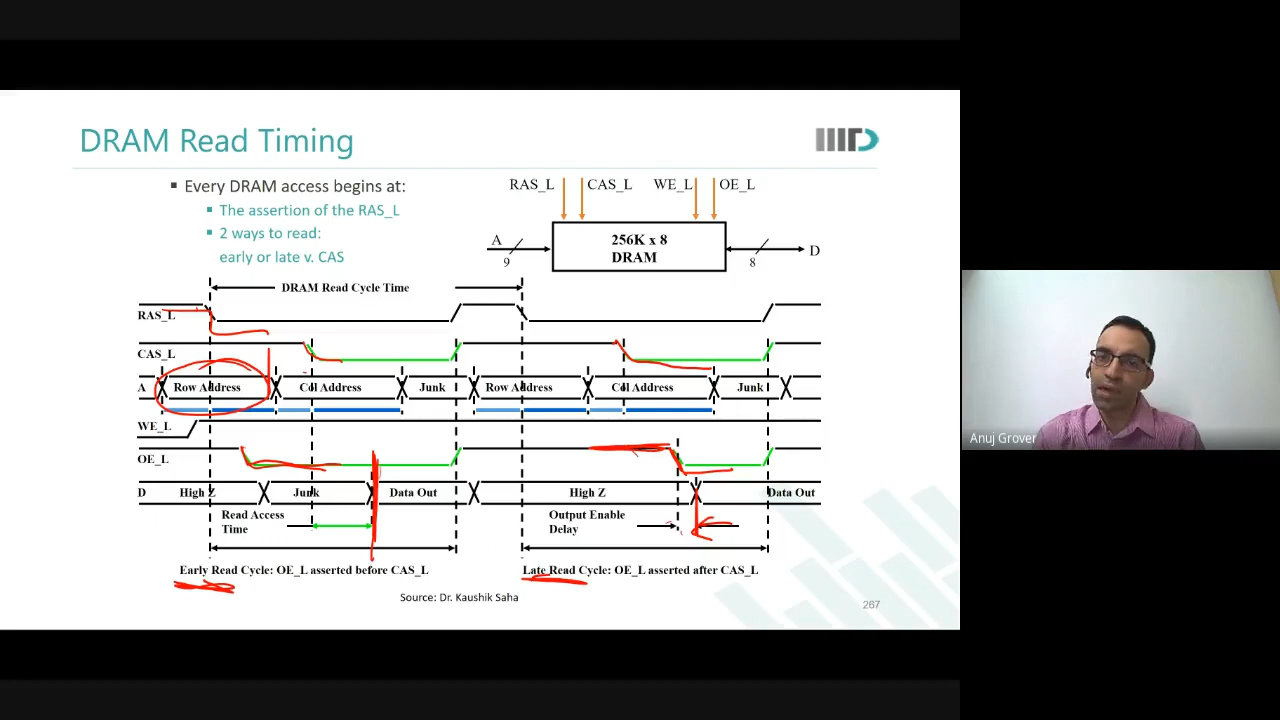 DRAM Read Timing
IIITD
Every DRAM access begins at:
The assertion of the RAS_L
2 ways to read:
early or late v. CAS
RAS_L CAS_L WE_L OE_L
A 9 256K x 8 DRAM 8 D
DRAM Read Cycle Time
RAS_L
CAS_L
A Row Address Col Address Junk Row Address Col Address Junk
WE_L
OE_L
D High Z Junk Data Out High Z Data Out
Read Access Time
Output Enable Delay
Early Read Cycle: OE_L asserted before CAS_L
Late Read Cycle: OE_L asserted after CAS_L
Source: Dr. Kaushik Saha
267
Anuj Grover